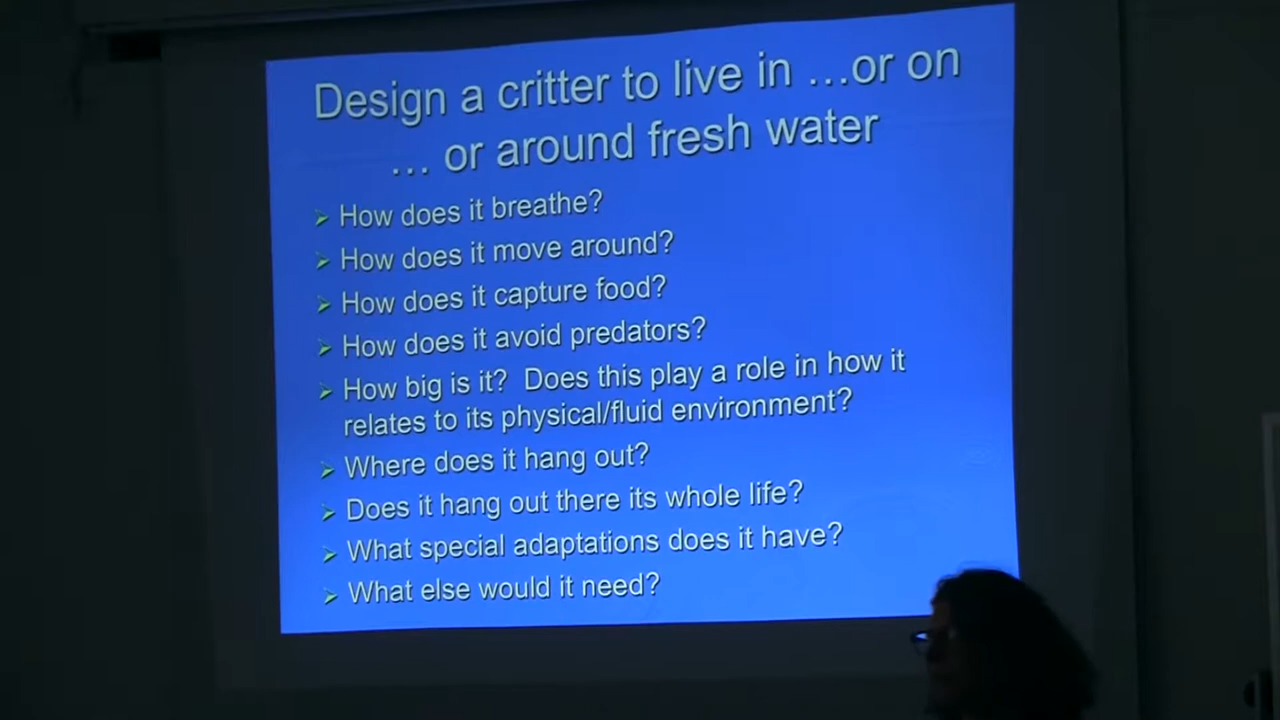 Design a critter to live in ...or on
... or around fresh water
➢ How does it breathe?
➢ How does it move around?
➢ How does it capture food?
➢ How does it avoid predators?
➢ How big is it? Does this play a role in how it
relates to its physical/fluid environment?
➢ Where does it hang out?
➢ Does it hang out there its whole life?
➢ What special adaptations does it have?
➢ What else would it need?